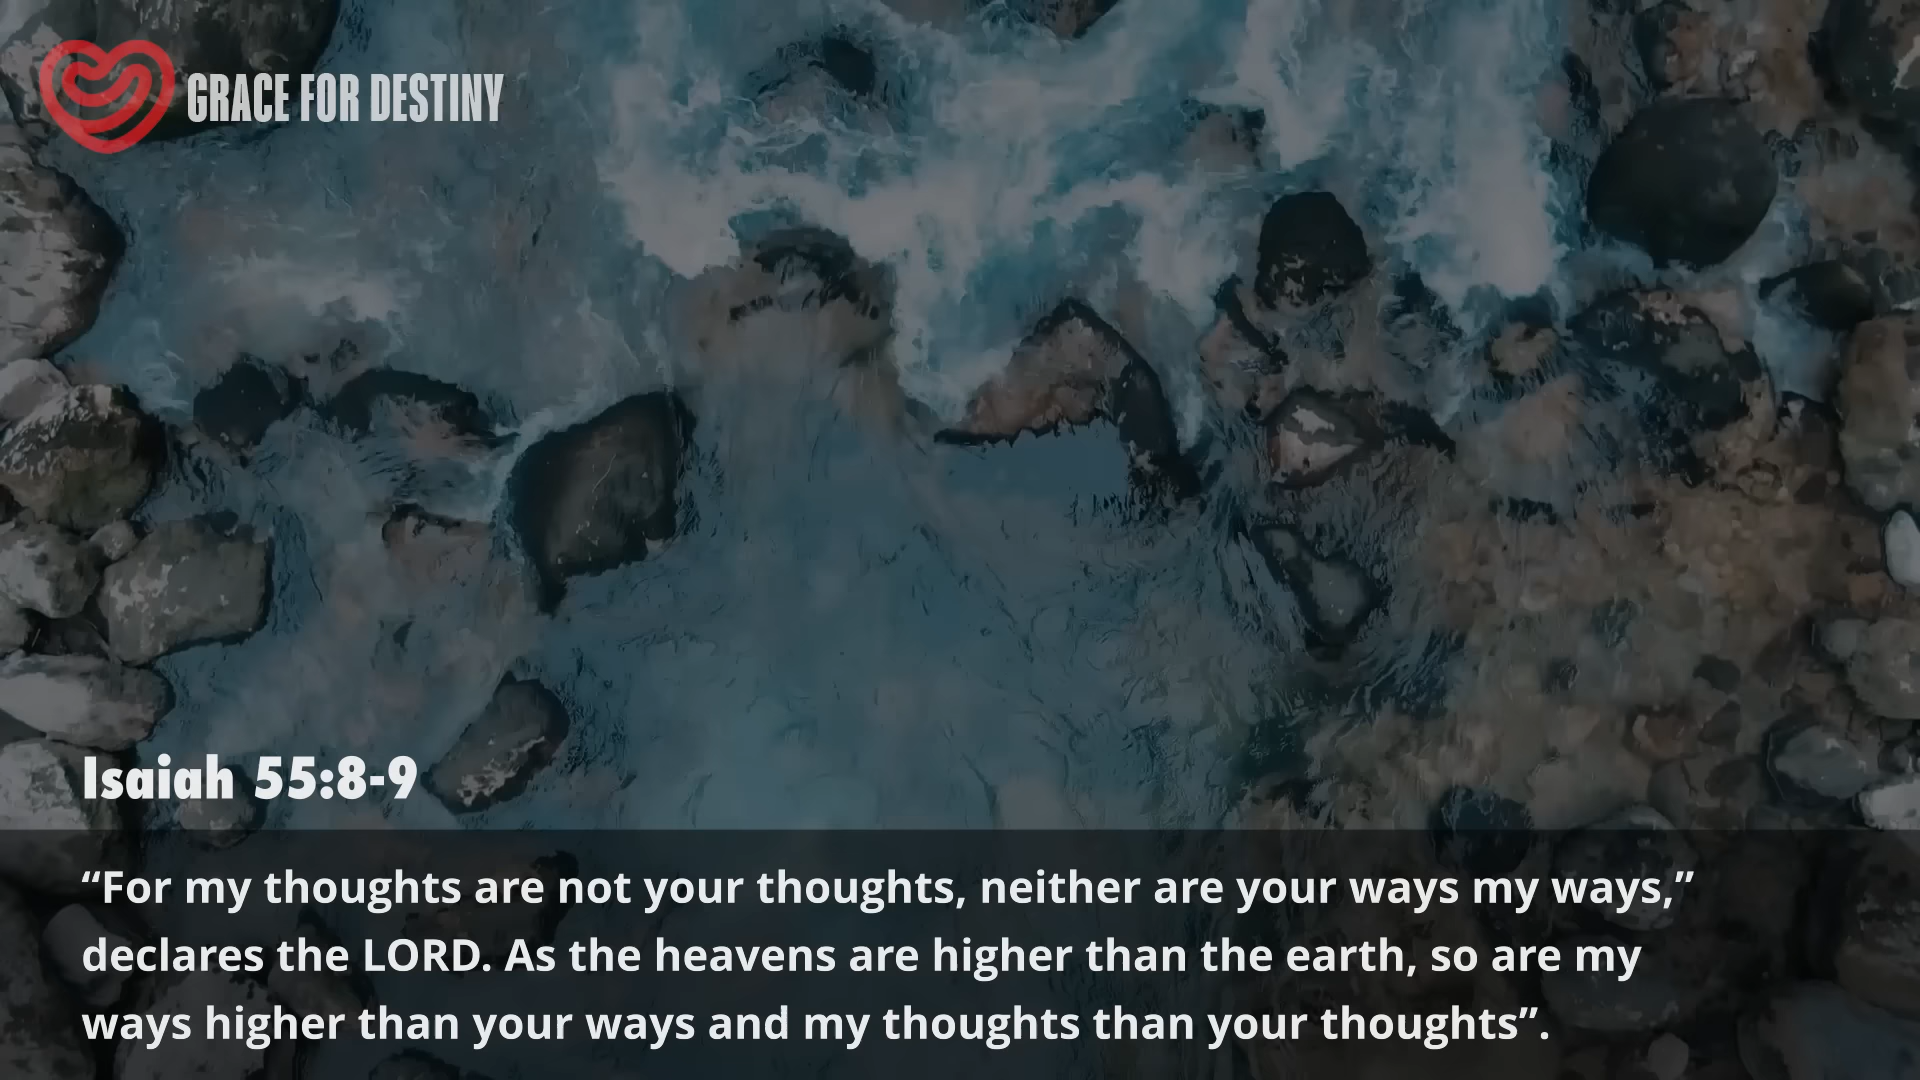 GRACE FOR DESTINY
Isaiah 55:8-9
“For my thoughts are not your thoughts, neither are your ways my ways,”
declares the LORD. As the heavens are higher than the earth, so are my
ways higher than your ways and my thoughts than your thoughts”.